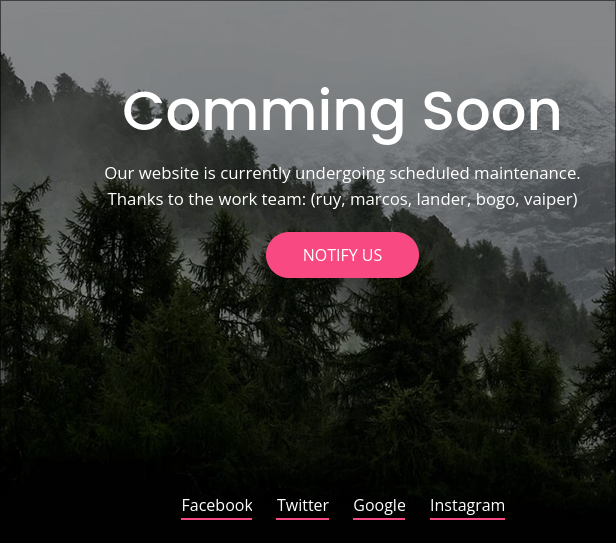 Comming Soon
Our website is currently undergoing scheduled maintenance.
Thanks to the work team: (ruy, marcos, lander, bogo, vaiper)
NOTIFY US
Facebook Twitter Google Instagram